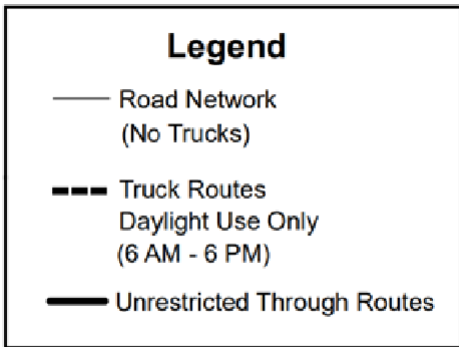 Legend
Road Network
(No Trucks)
Truck Routes
Daylight Use Only
(6 AM - 6 PM)
Unrestricted Through Routes